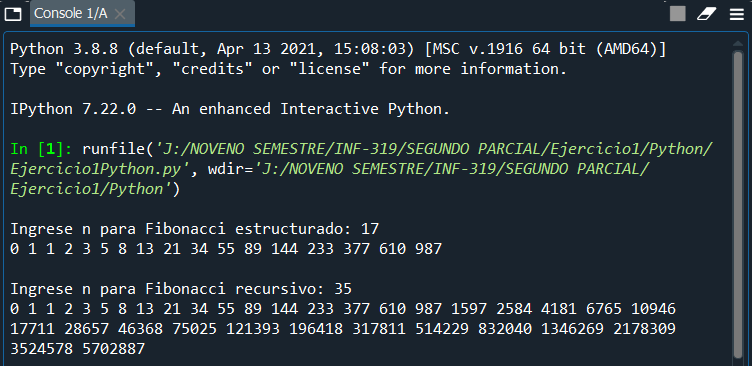 Console 1/A
Python 3.8.8 (default, Apr 13 2021, 15:08:03) [MSC v.1916 64 bit (AMD64)]
Type "copyright", "credits" or "license" for more information.
IPython 7.22.0 -- An enhanced Interactive Python.
In [1]: runfile('J:/NOVENO SEMESTRE/INF-319/SEGUNDO PARCIAL/Ejercicio1/Python/
Ejercicio1Python.py', wdir='J:/NOVENO SEMESTRE/INF-319/SEGUNDO PARCIAL/
Ejercicio1/Python')
Ingrese n para Fibonacci estructurado: 17
0 1 1 2 3 5 8 13 21 34 55 89 144 233 377 610 987
Ingrese n para Fibonacci recursivo: 35
0 1 1 2 3 5 8 13 21 34 55 89 144 233 377 610 987 1597 2584 4181 6765 10946
17711 28657 46368 75025 121393 196418 317811 514229 832040 1346269 2178309
3524578 5702887